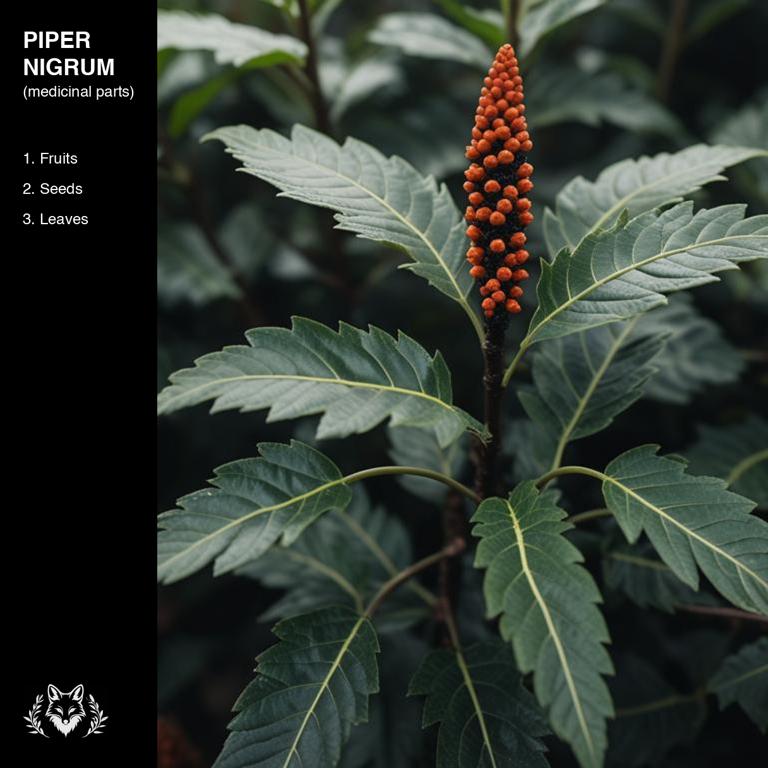 PIPER
NIGRUM
(medicinal parts)
1. Fruits
2. Seeds
3. Leaves